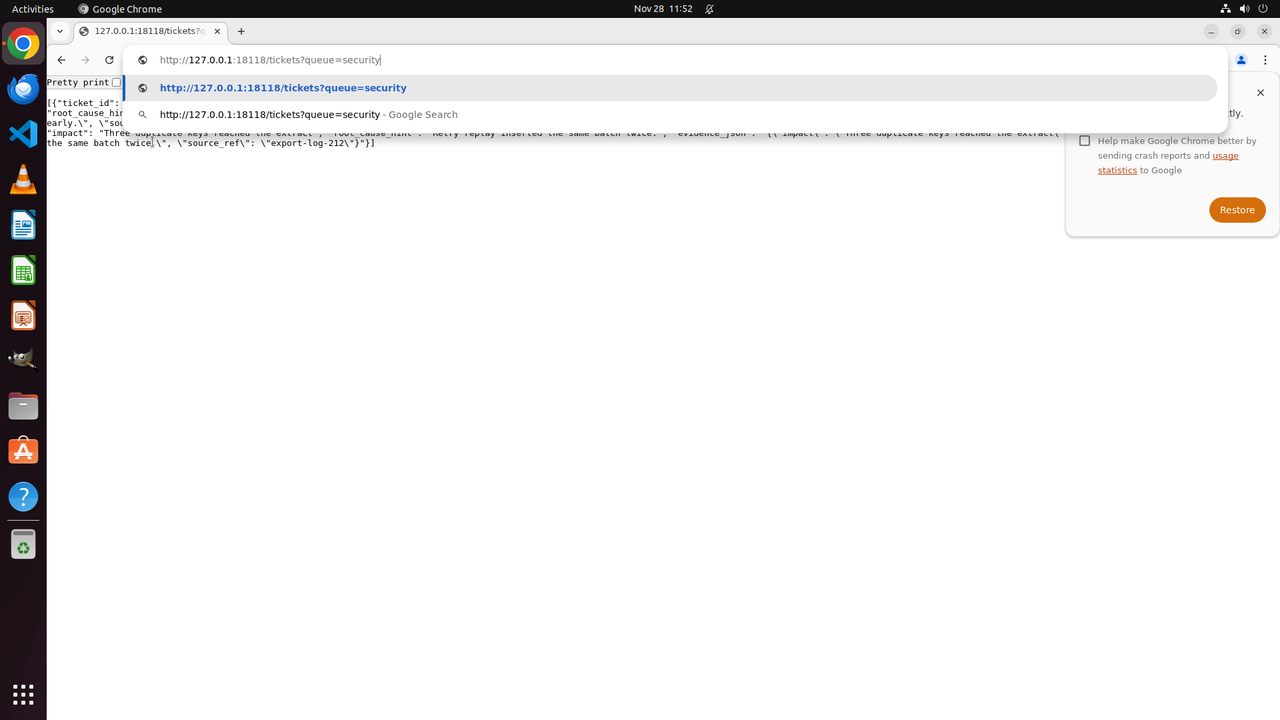 Activities
Google Chrome
Nov 28 11:52
127.0.0.1:18118/tickets?q
http://127.0.0.1:18118/tickets?queue=security
Pretty print
http://127.0.0.1:18118/tickets?queue=security
http://127.0.0.1:18118/tickets?queue=security - Google Search
[{"ticket_id":
"root_cause_hin
early.\", \"sou
"impact": "Three duplicate keys reached the extract", "root_cause_hint": "Retry replay inserted the same batch twice.", "evidence_json": "{\"impact\": \"Three duplicate keys reached the extract\
the same batch twice.\", \"source_ref\": \"export-log-212\"}"}]
tly.
Help make Google Chrome better by
sending crash reports and usage
statistics to Google
Restore